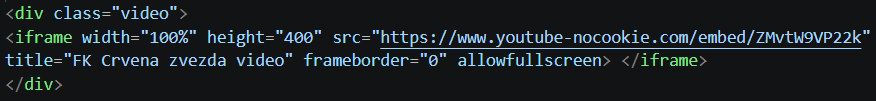 <div class="video">
<iframe width="100%" height="400" src="https://www.youtube-nocookie.com/embed/ZMvtW9VP22k"
title="FK Crvena zvezda video" frameborder="0" allowfullscreen> </iframe>
</div>